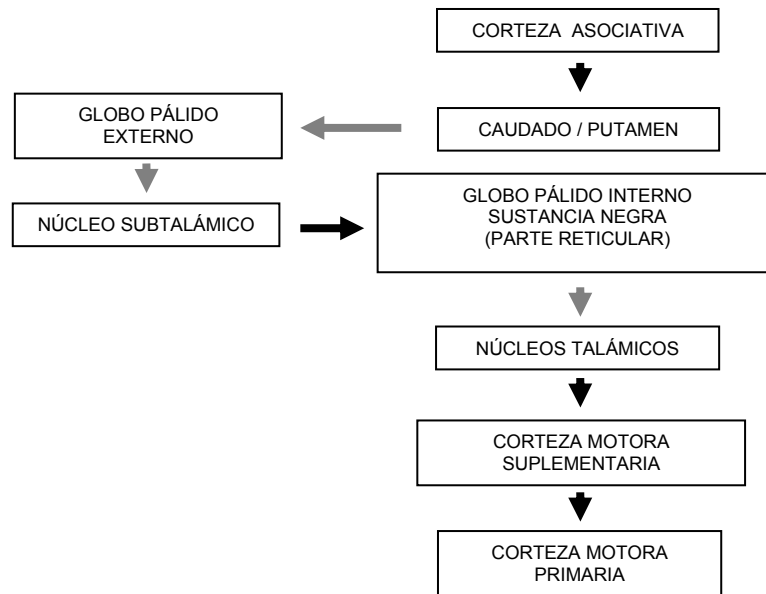 CORTEZA ASOCIATIVA
GLOBO PÁLIDO
EXTERNO
CAUDADO / PUTAMEN
NÚCLEO SUBTALÁMICO
GLOBO PÁLIDO INTERNO
SUSTANCIA NEGRA
(PARTE RETICULAR)
NÚCLEOS TALÁMICOS
CORTEZA MOTORA
SUPLEMENTARIA
CORTEZA MOTORA
PRIMARIA